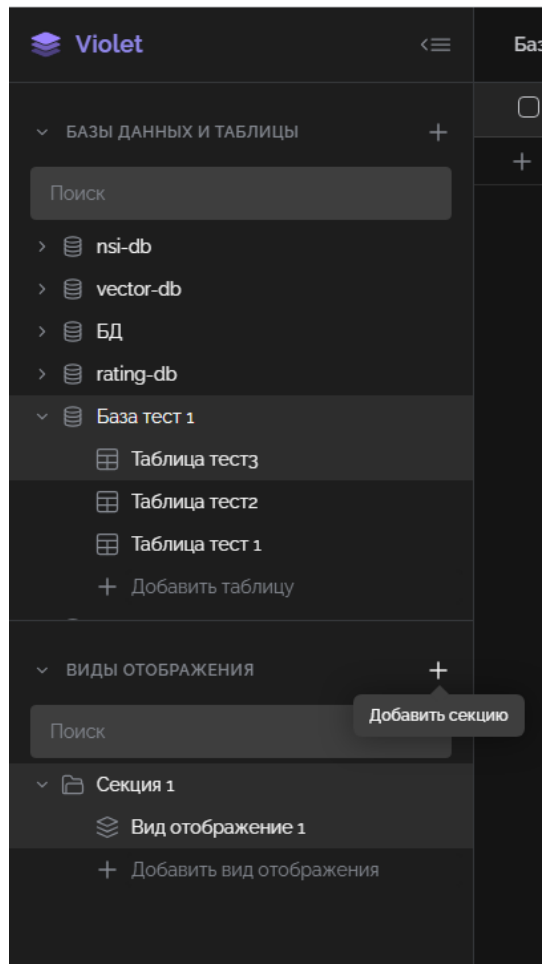 Violet
Баз
БАЗЫ ДАННЫХ И ТАБЛИЦЫ
Поиск
nsi-db
vector-db
БД
rating-db
База тест 1
Таблица тест3
Таблица тест2
Таблица тест 1
Добавить таблицу
ВИДЫ ОТОБРАЖЕНИЯ
Добавить секцию
Поиск
Секция 1
Вид отображение 1
Добавить вид отображения